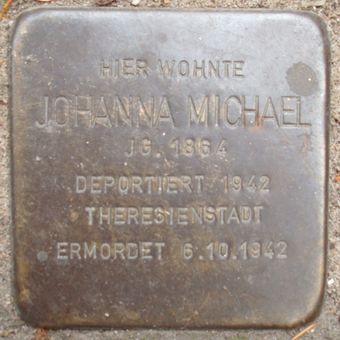 HIER WOHNTE
JOHANNA MICHAEL
JG. 1864
DEPORTIERT 1942
THERESIENSTADT
ERMORDET 6.10.1942